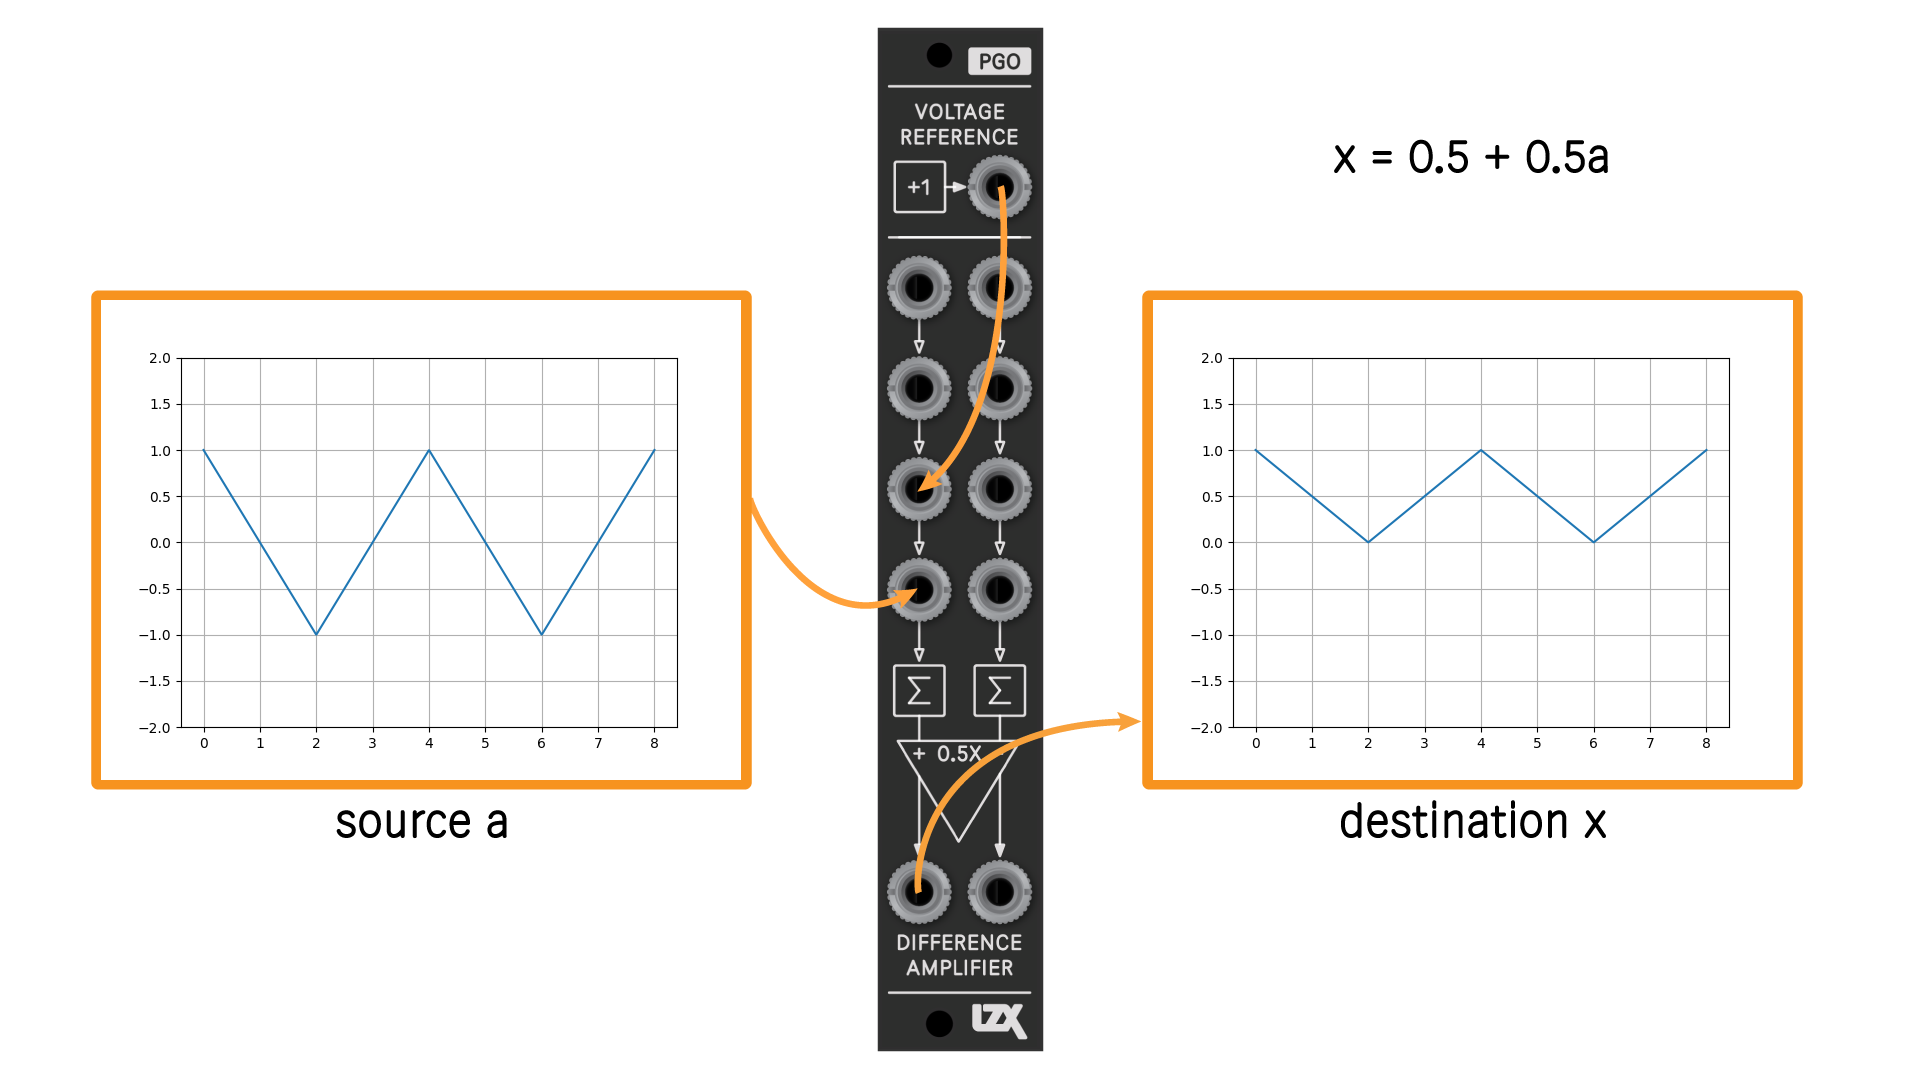 PGO
VOLTAGE
REFERENCE
+1
x = 0.5 + 0.5a
2.0
1.5
1.0
0.5
0.0
−0.5
−1.0
−1.5
−2.0
0 1 2 3 4 5 6 7 8
source a
2.0
1.5
1.0
0.5
0.0
−0.5
−1.0
−1.5
−2.0
0 1 2 3 4 5 6 7 8
destination x
Σ Σ
+ 0.5X
DIFFERENCE
AMPLIFIER
LZX